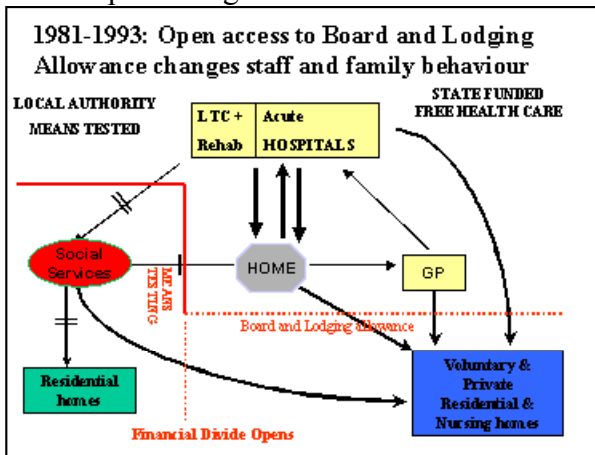 1981-1993: Open access to Board and Lodging
Allowance changes staff and family behaviour
LOCAL AUTHORITY
MEANS TESTED
STATE FUNDED
FREE HEALTH CARE
LTC +
Rehab
Acute
HOSPITALS
Social
Services
MEANS
TESTING
HOME
GP
Board and Lodging allowance
Residential
homes
Voluntary &
Private
Residential &
Nursing homes
Financial Divide Opens